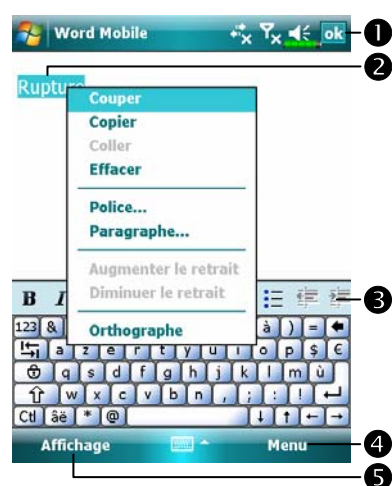 Word Mobile ok 1
2
Rupture
Couper
Copier
Coller
Effacer
Police...
Paragraphe...
Augmenter le retrait
Diminuer le retrait
Orthographe
B I 3
123 & à ) =
a z e r t y u i o p $ €
q s d f g h j k l m ù
w x c v b n , ; : !
Ctl áë * @
Affichage Menu 4
5